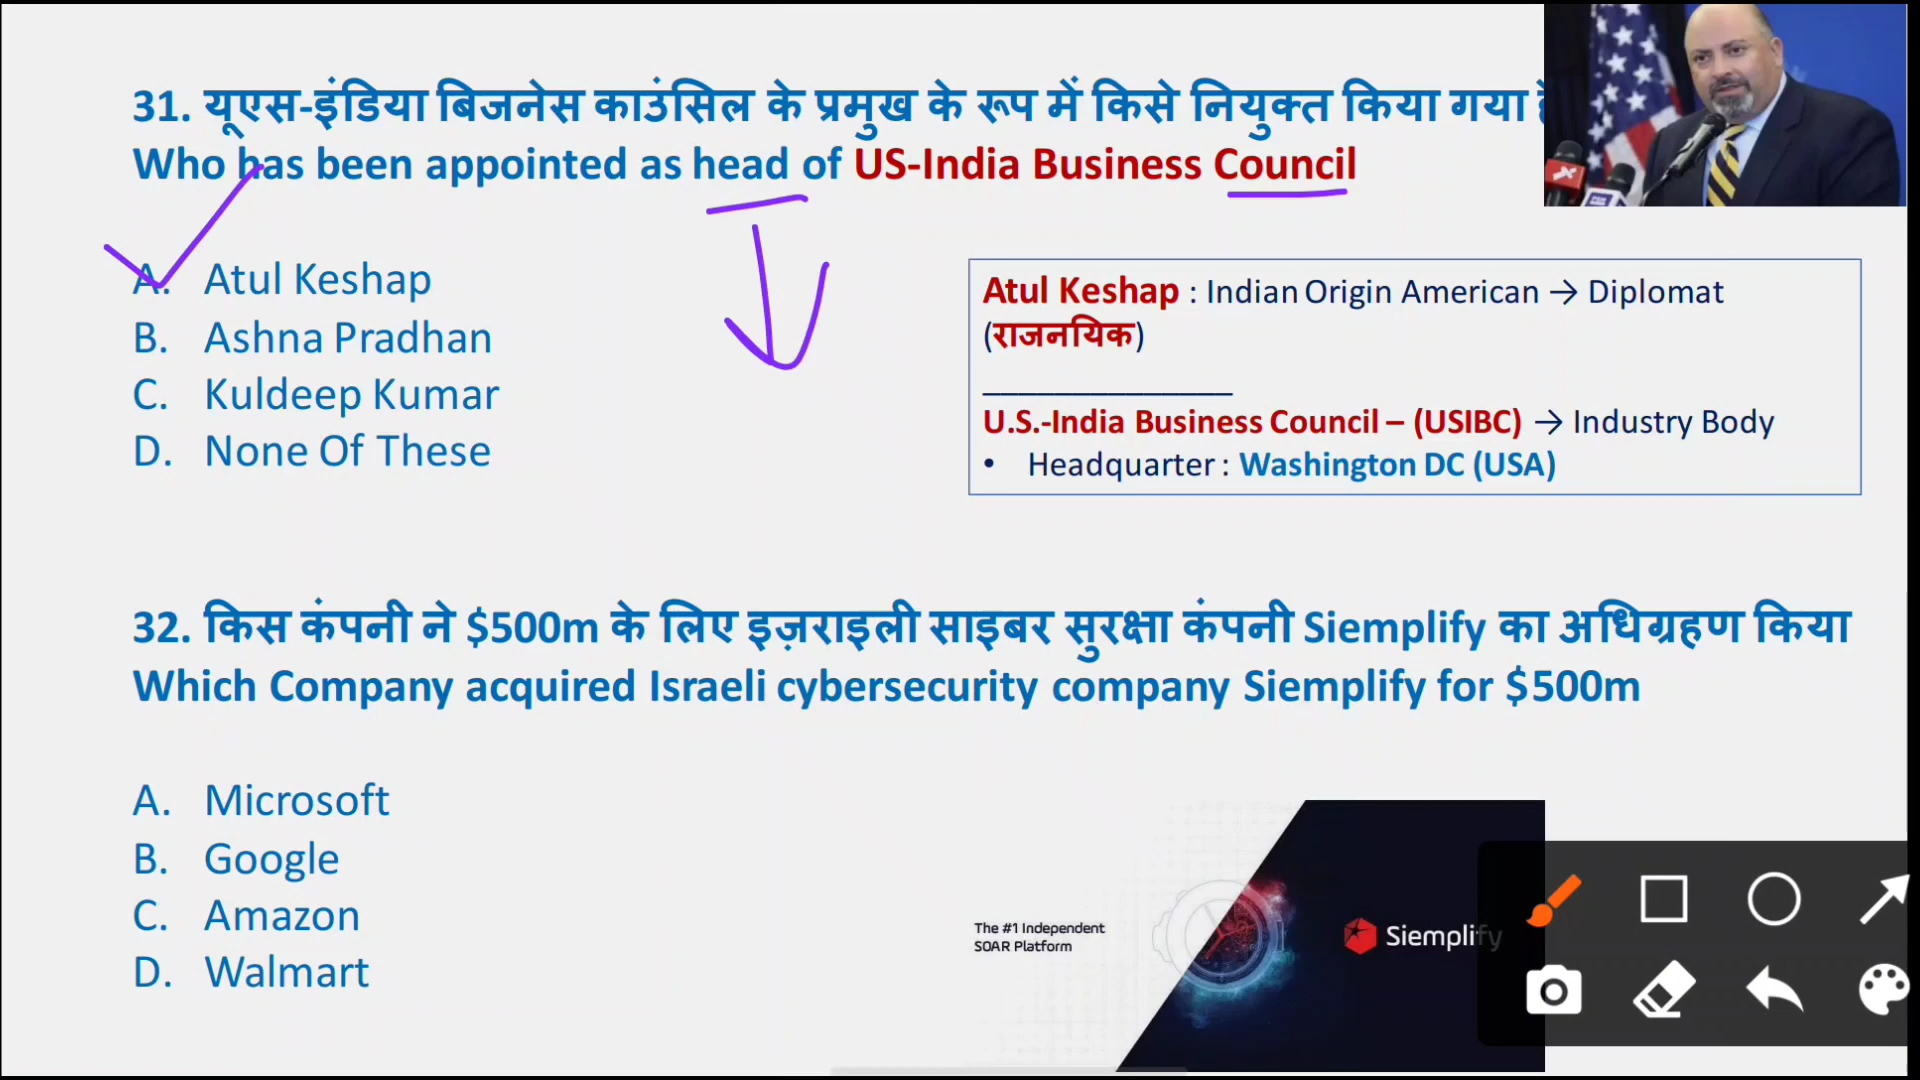 31. यूएस-इंडिया बिजनेस काउंसिल के प्रमुख के रूप में किसे नियुक्त किया गया
Who has been appointed as head of US-India Business Council
A. Atul Keshap
B. Ashna Pradhan
C. Kuldeep Kumar
D. None Of These
Atul Keshap : Indian Origin American → Diplomat
(राजनयिक)
U.S.-India Business Council – (USIBC) → Industry Body
• Headquarter : Washington DC (USA)
32. किस कंपनी ने $500m के लिए इज़राइली साइबर सुरक्षा कंपनी Siemplify का अधिग्रहण किया
Which Company acquired Israeli cybersecurity company Siemplify for $500m
A. Microsoft
B. Google
C. Amazon
D. Walmart
The #1 Independent
SOAR Platform
Siemplify